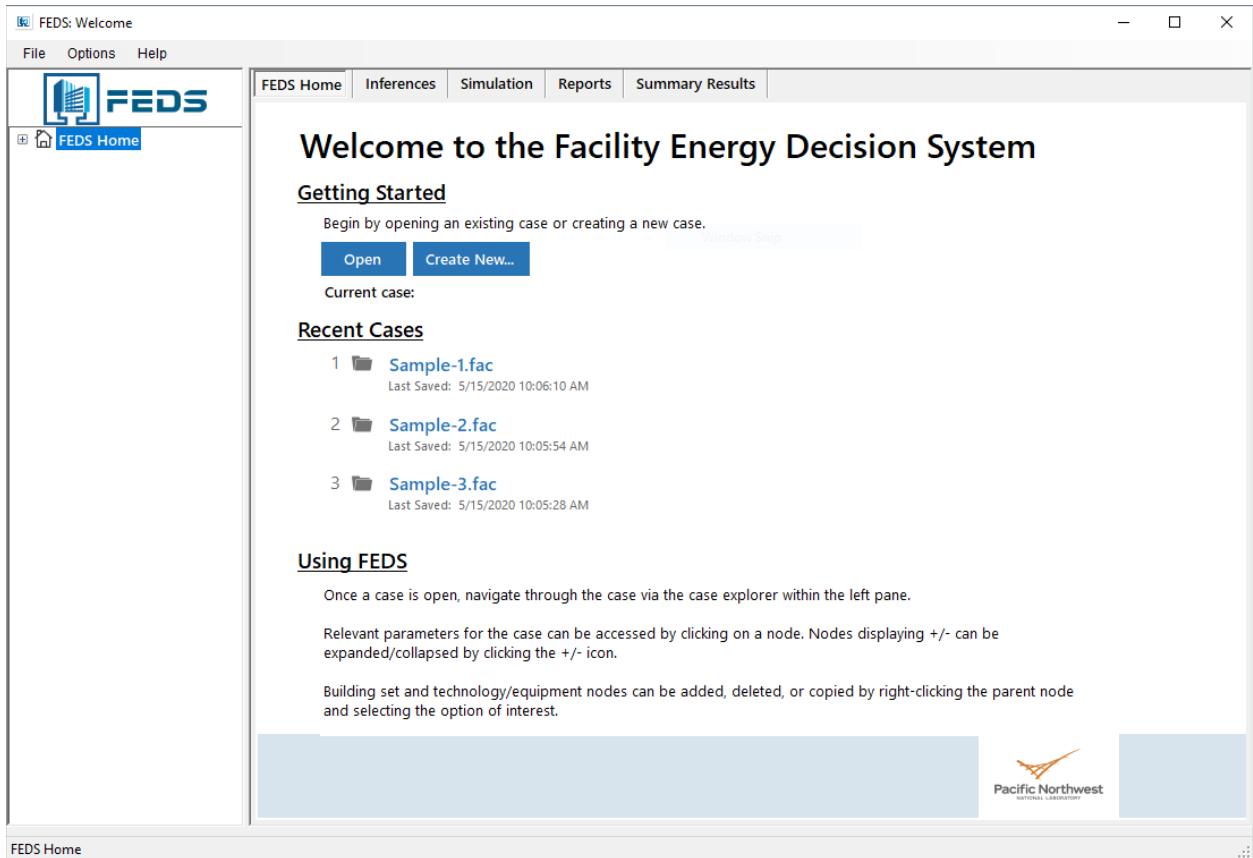 FEDS: Welcome
File Options Help
FEDS
FEDS Home
FEDS Home Inferences Simulation Reports Summary Results
Welcome to the Facility Energy Decision System
Getting Started
Begin by opening an existing case or creating a new case.
Window Snip
Open Create New...
Current case:
Recent Cases
1 Sample-1.fac
Last Saved: 5/15/2020 10:06:10 AM
2 Sample-2.fac
Last Saved: 5/15/2020 10:05:54 AM
3 Sample-3.fac
Last Saved: 5/15/2020 10:05:28 AM
Using FEDS
Once a case is open, navigate through the case via the case explorer within the left pane.
Relevant parameters for the case can be accessed by clicking on a node. Nodes displaying +/- can be
expanded/collapsed by clicking the +/- icon.
Building set and technology/equipment nodes can be added, deleted, or copied by right-clicking the parent node
and selecting the option of interest.
Pacific Northwest
NATIONAL LABORATORY
FEDS Home